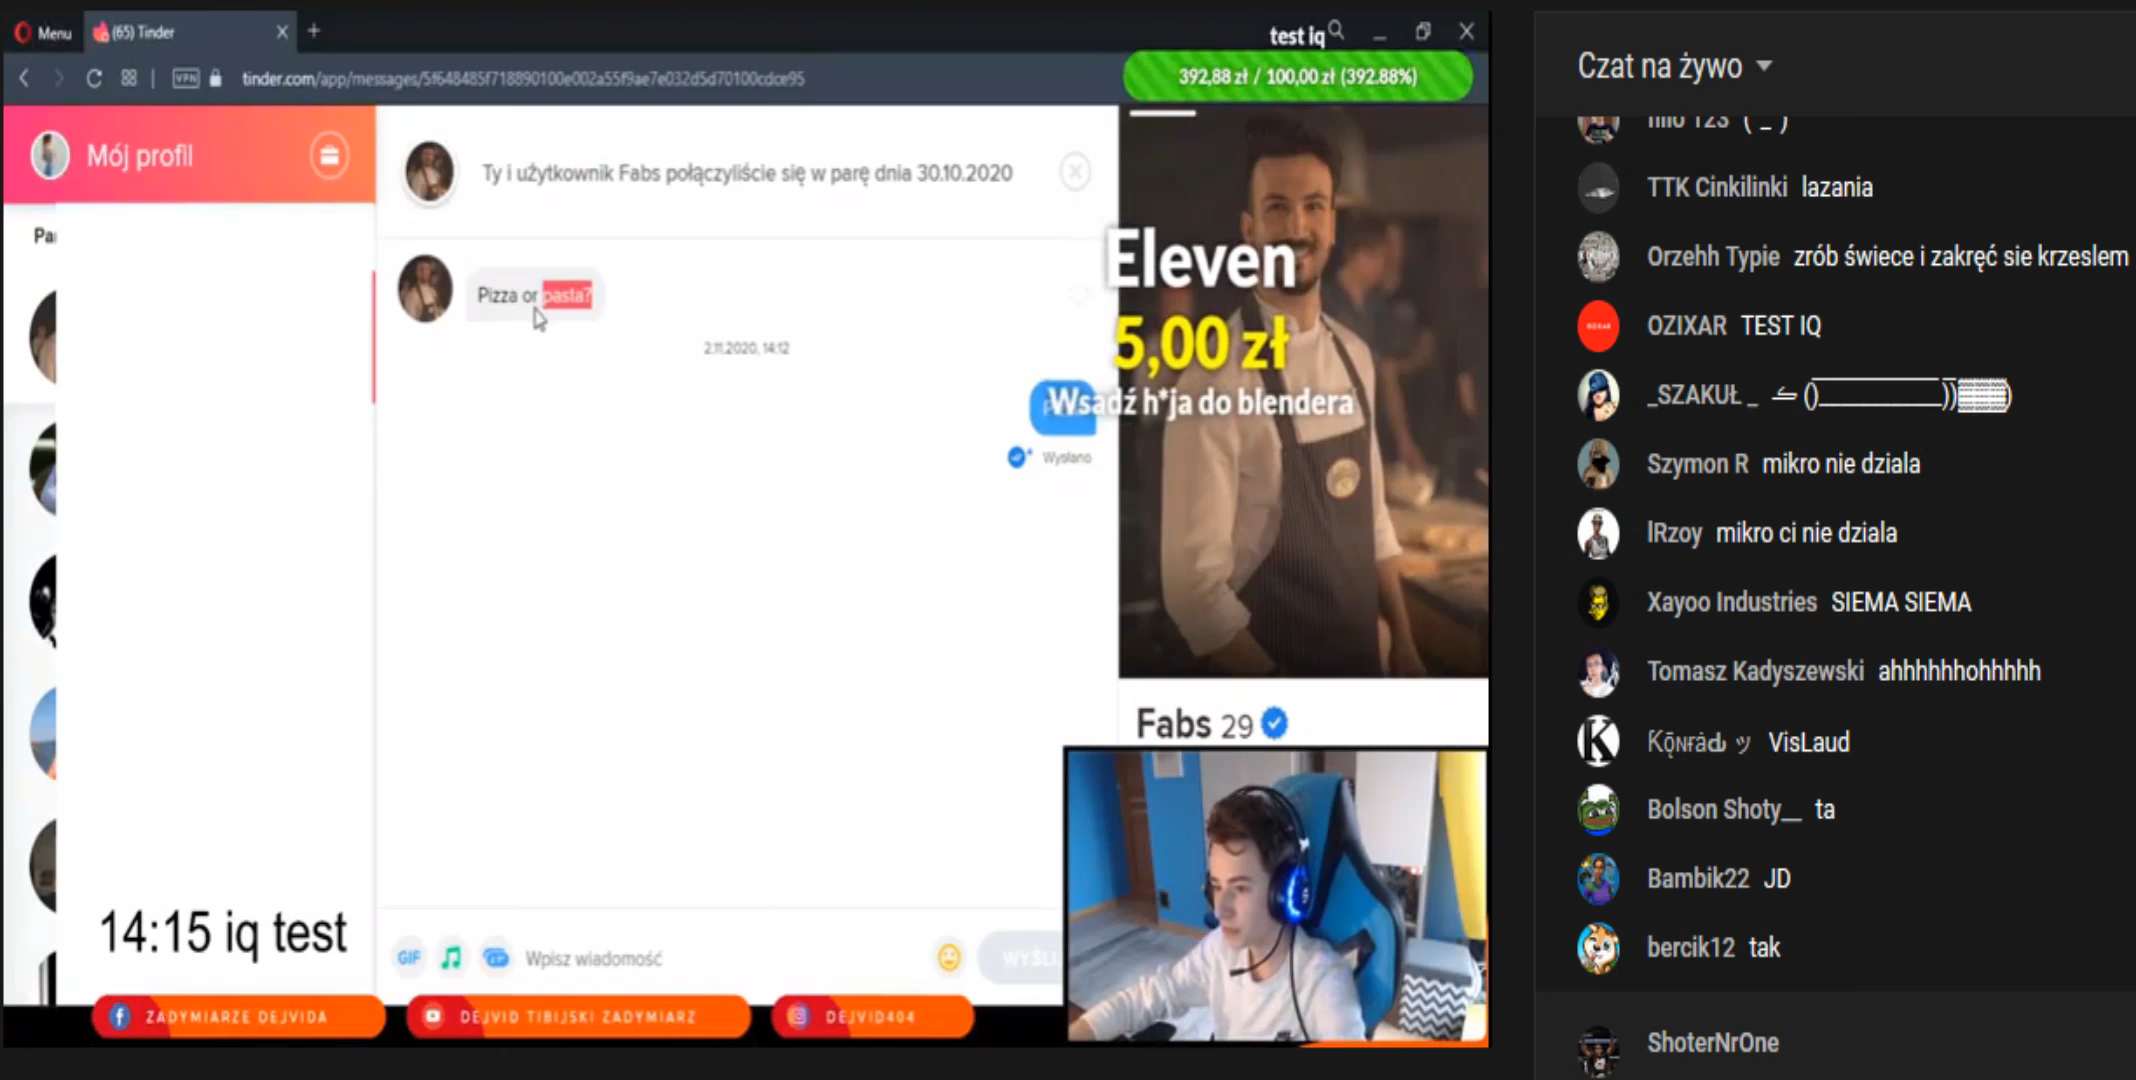 Menu
(65) Tinder
test iq
VPN
tinder.com/app/messages/5f648485f718890100e002a55f9ae7e032d5d70100cdce95
392,88 zł / 100,00 zł (392.88%)
Mój profil
Ty i użytkownik Fabs połączyliście się w parę dnia 30.10.2020
Pizza or pasta?
2.11.2020, 14:12
Eleven
5,00 zł
Wsadź h*ja do blendera
Wysłano
Fabs 29
14:15 iq test
GIF
Wpisz wiadomość
ZADYMIARZE DEJVIDA
DEJVID TIBIJSKI ZADYMIARZ
DEJVID404
Czat na żywo
TTK Cinkilinki lazania
Orzehh Typie zrób świece i zakręć sie krzeslem
OZIXAR TEST IQ
_SZAKUŁ_
Szymon R mikro nie dziala
lRzoy mikro ci nie dziala
Xayoo Industries SIEMA SIEMA
Tomasz Kadyszewski ahhhhhhohhhhh
VisLaud
Bolson Shoty__ ta
Bambik22 JD
bercik12 tak
ShoterNrOne